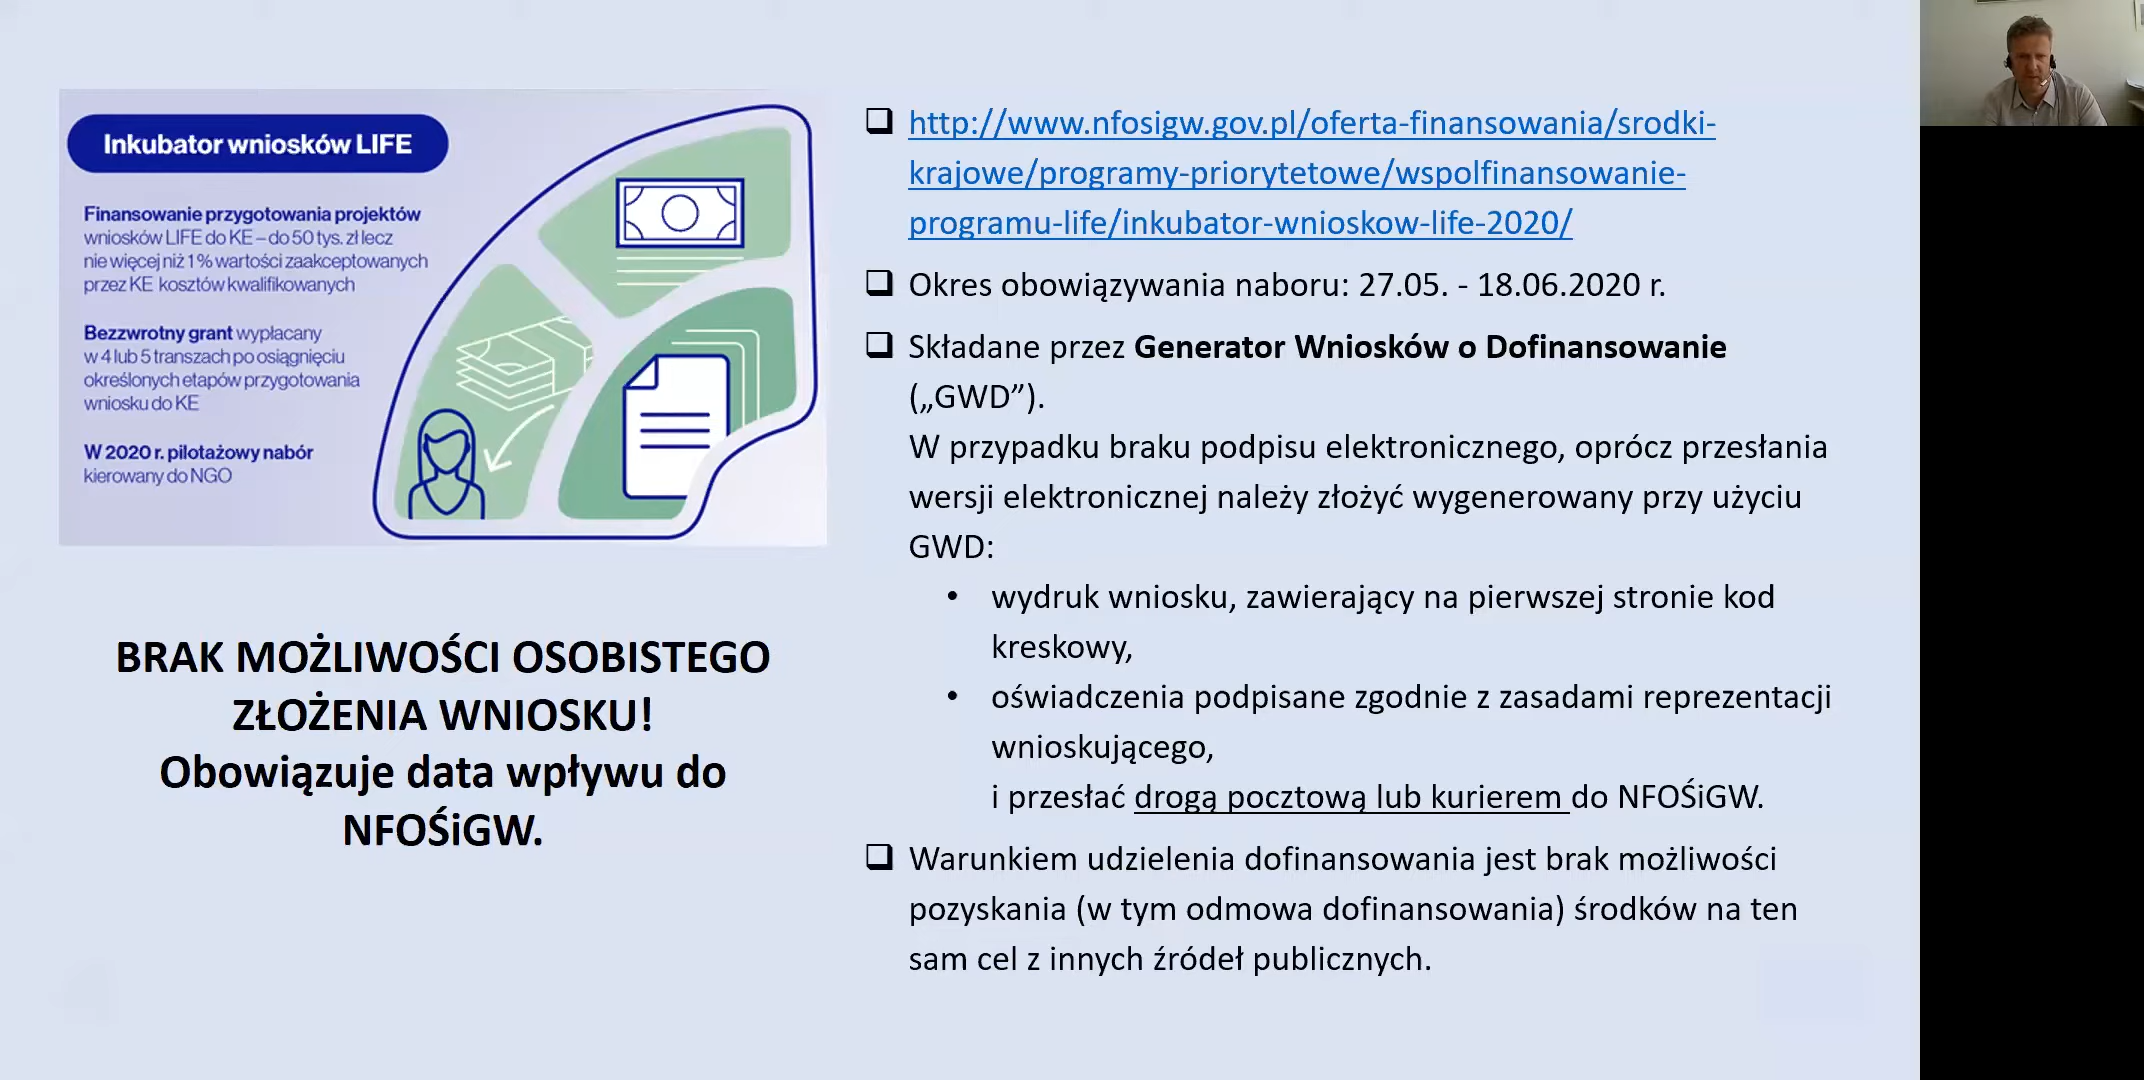 Inkubator wniosków LIFE
Finansowanie przygotowania projektów
wniosków LIFE do KE – do 50 tys. zł lecz
nie więcej niż 1% wartości zaakceptowanych
przez KE kosztów kwalifikowanych
Bezzwrotny grant wypłacany
w 4 lub 5 transzach po osiągnięciu
określonych etapów przygotowania
wniosku do KE
W 2020 r. pilotażowy nabór
kierowany do NGO
BRAK MOŻLIWOŚCI OSOBISTEGO
ZŁOŻENIA WNIOSKU!
Obowiązuje data wpływu do
NFOŚiGW.
http://www.nfosigw.gov.pl/oferta-finansowania/srodki-
krajowe/programy-priorytetowe/wspolfinansowanie-
programu-life/inkubator-wnioskow-life-2020/
Okres obowiązywania naboru: 27.05. - 18.06.2020 r.
Składane przez Generator Wniosków o Dofinansowanie
(„GWD”).
W przypadku braku podpisu elektronicznego, oprócz przesłania
wersji elektronicznej należy złożyć wygenerowany przy użyciu
GWD:
• wydruk wniosku, zawierający na pierwszej stronie kod
kreskowy,
• oświadczenia podpisane zgodnie z zasadami reprezentacji
wnioskującego,
i przesłać drogą pocztową lub kurierem do NFOŚiGW.
Warunkiem udzielenia dofinansowania jest brak możliwości
pozyskania (w tym odmowa dofinansowania) środków na ten
sam cel z innych źródeł publicznych.